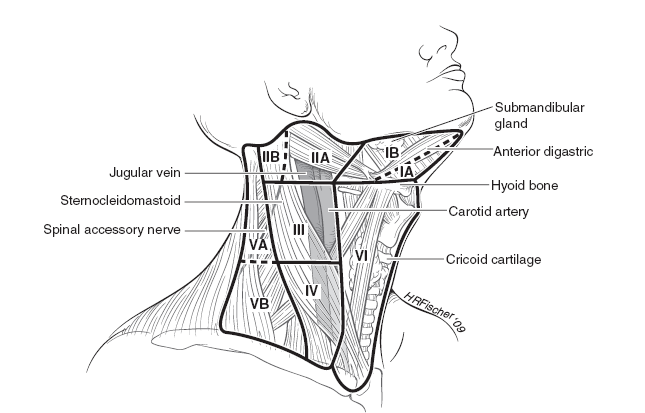 Submandibular
gland
Anterior digastric
Hyoid bone
Carotid artery
Cricoid cartilage
Jugular vein
Sternocleidomastoid
Spinal accessory nerve
IIB
IIA
IB
IA
III
VA
VI
IV
VB
HRFischer '09